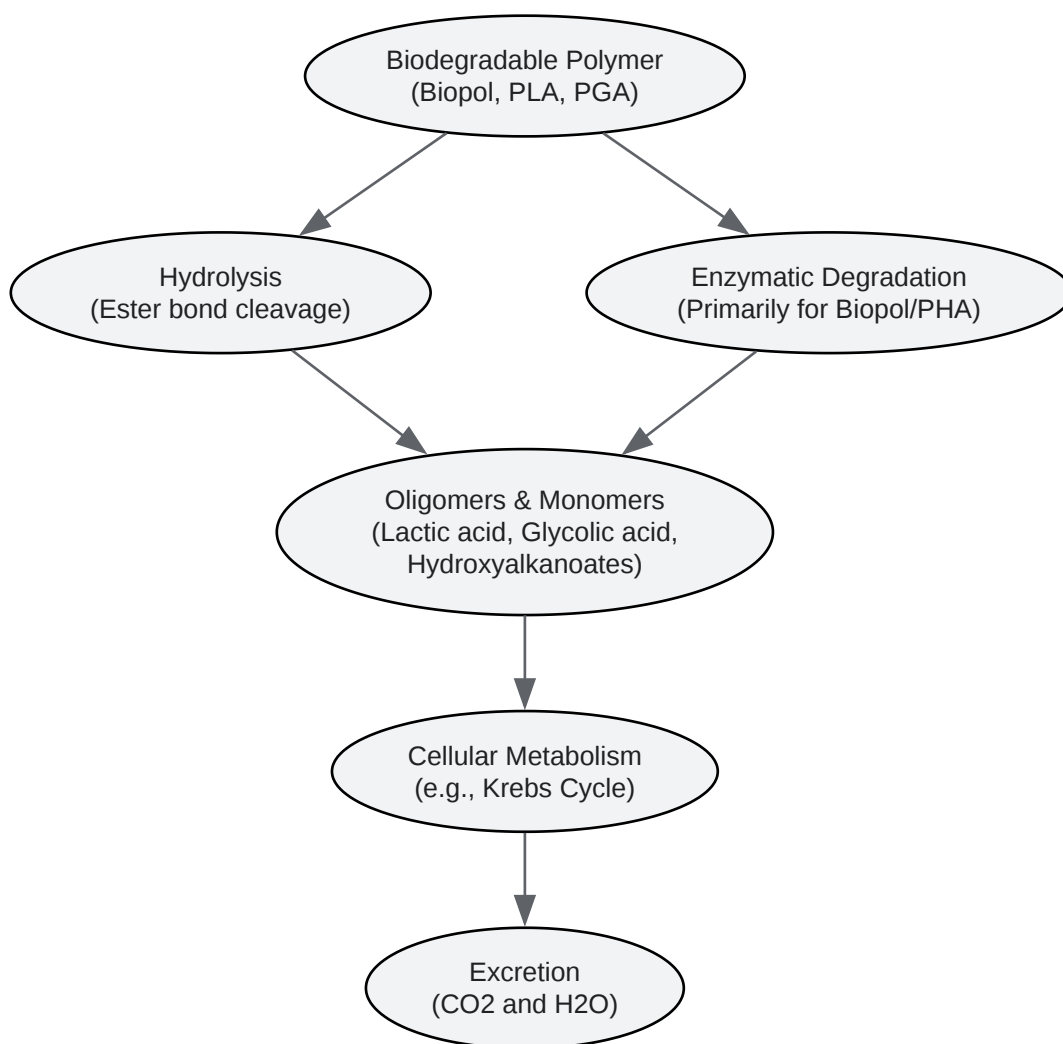 Biodegradable Polymer
(Biopol, PLA, PGA)
Hydrolysis
(Ester bond cleavage)
Enzymatic Degradation
(Primarily for Biopol/PHA)
Oligomers & Monomers
(Lactic acid, Glycolic acid,
Hydroxyalkanoates)
Cellular Metabolism
(e.g., Krebs Cycle)
Excretion
(CO2 and H2O)